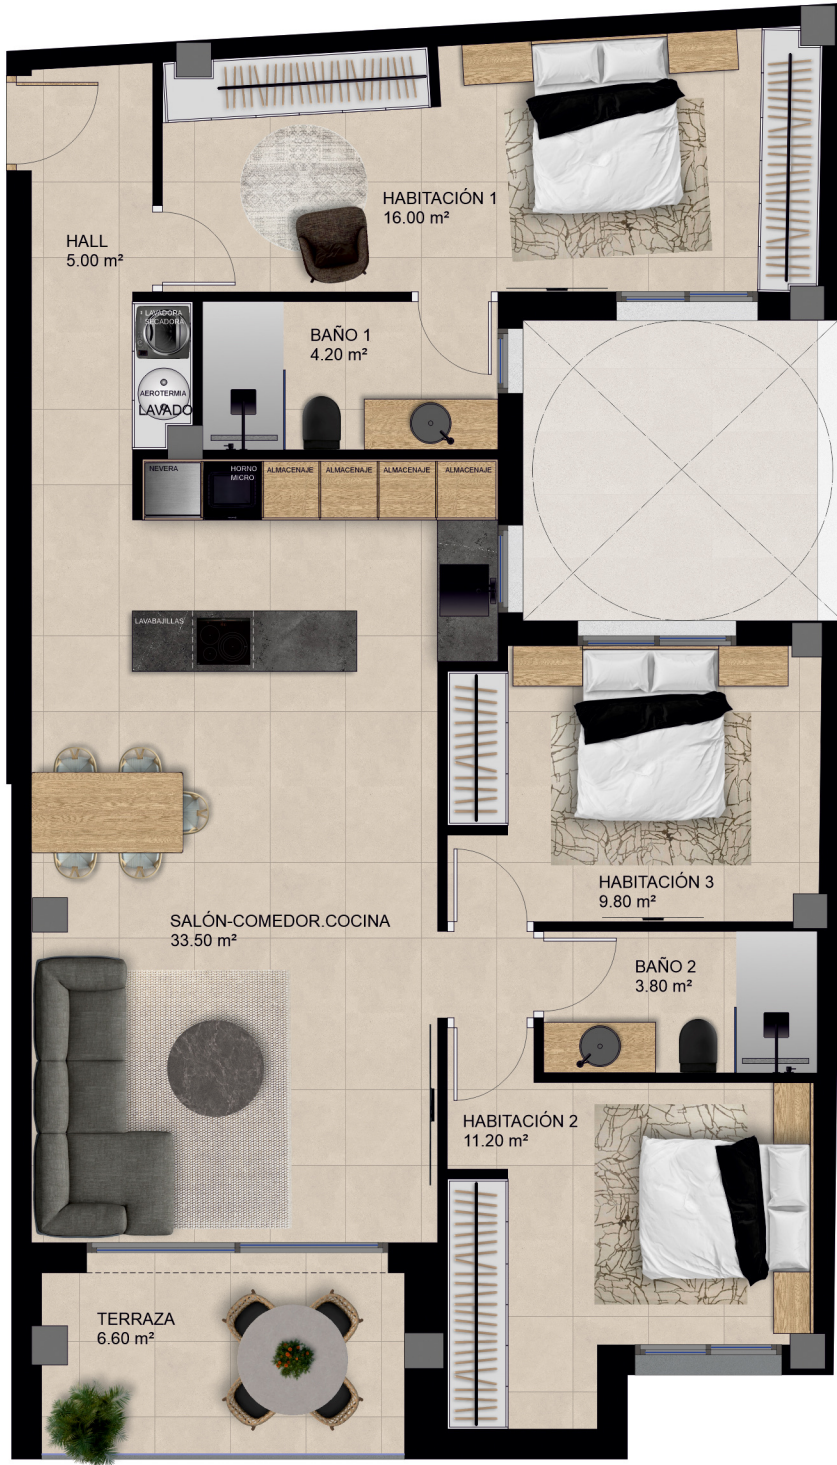 HABITACIÓN 1
16.00 m²
HALL
5.00 m²
LAVADORA
SECADORA
BAÑO 1
4.20 m²
AEROTERMIA
LAVADO
NEVERA
HORNO
MICRO
ALMACENAJE
ALMACENAJE
ALMACENAJE
ALMACENAJE
LAVABAJILLAS
HABITACIÓN 3
9.80 m²
SALÓN-COMEDOR.COCINA
33.50 m²
BAÑO 2
3.80 m²
HABITACIÓN 2
11.20 m²
TERRAZA
6.60 m²